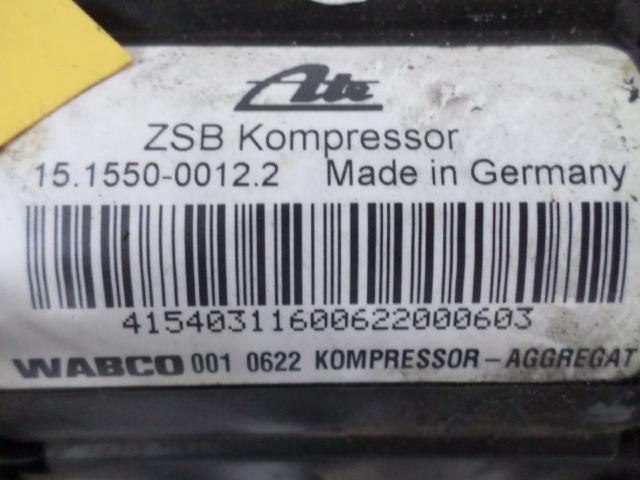 Ate
ZSB Kompressor
15.1550-0012.2 Made in Germany
41540311600622000603
WABCO 001 0622 KOMPRESSOR-AGGREGAT